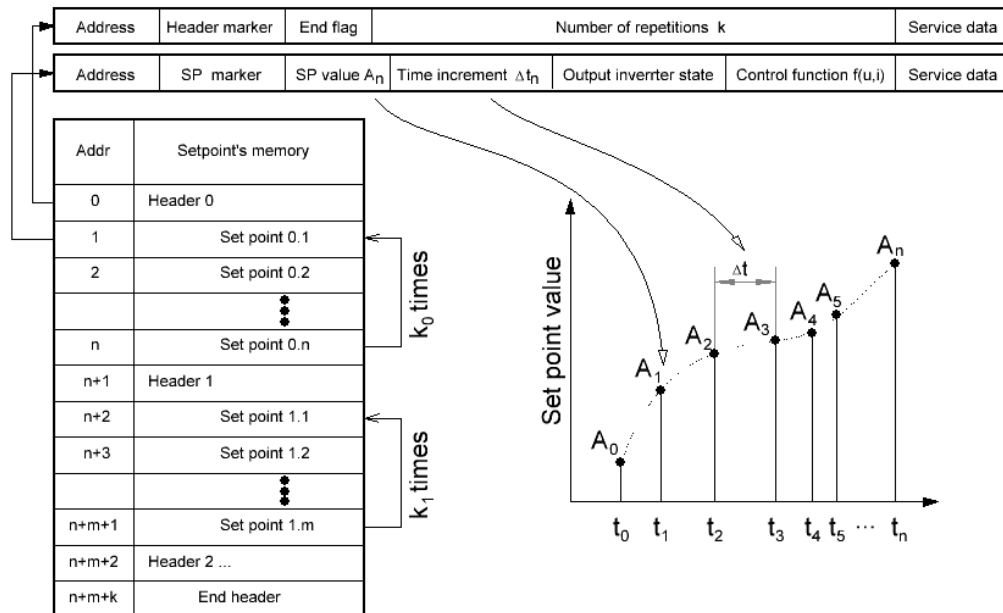 Address Header marker End flag Number of repetitions k Service data
Address SP marker SP value Aₙ Time increment Δtₙ Output inverrter state Control function f(u,i) Service data
Addr Setpoint's memory
0 Header 0
1 Set point 0.1
2 Set point 0.2
n Set point 0.n
n+1 Header 1
n+2 Set point 1.1
n+3 Set point 1.2
n+m+1 Set point 1.m
n+m+2 Header 2 ...
n+m+k End header
k₀ times
k₁ times
Set point value
Δt
A₀
A₁
A₂
A₃
A₄
A₅
Aₙ
t₀ t₁ t₂ t₃ t₄ t₅ ... tₙ